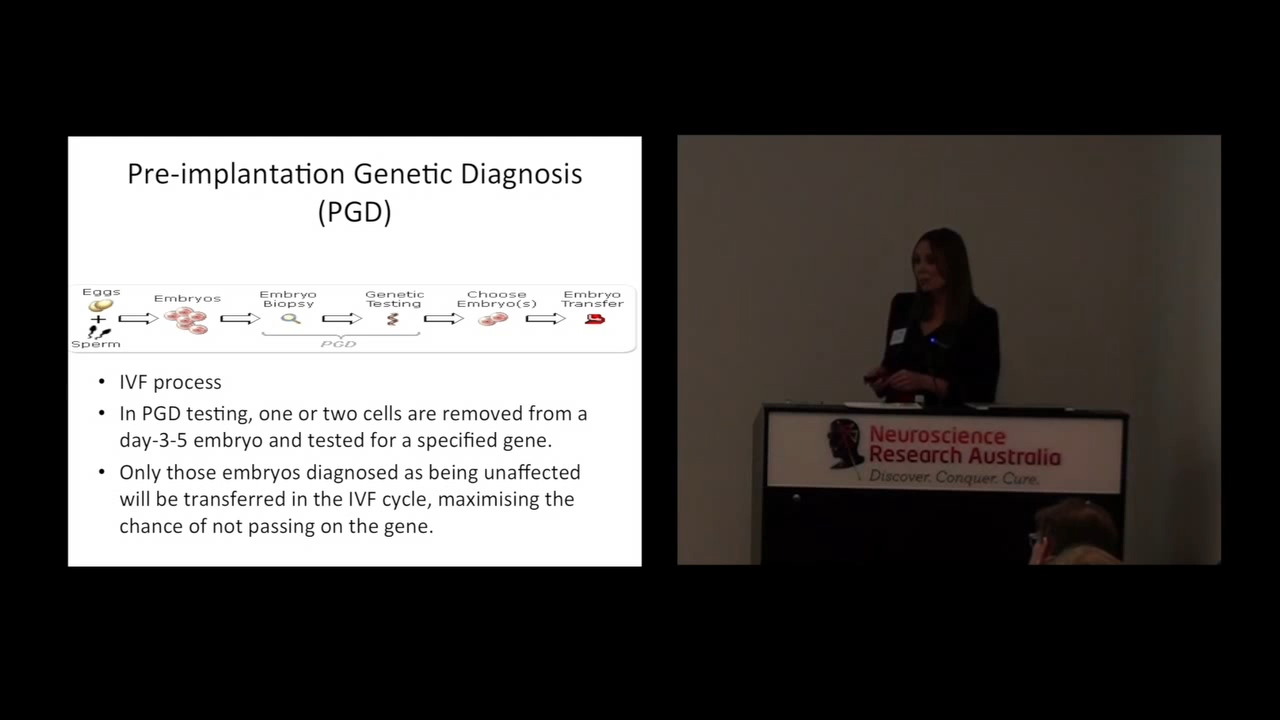 Pre-implantation Genetic Diagnosis
(PGD)
Eggs
+
Sperm
Embryos
Embryo
Biopsy
Genetic
Testing
Choose
Embryo(s)
Embryo
Transfer
PGD
• IVF process
• In PGD testing, one or two cells are removed from a
day-3-5 embryo and tested for a specified gene.
• Only those embryos diagnosed as being unaffected
will be transferred in the IVF cycle, maximising the
chance of not passing on the gene.
Neuroscience
Research Australia
Discover. Conquer. Cure.